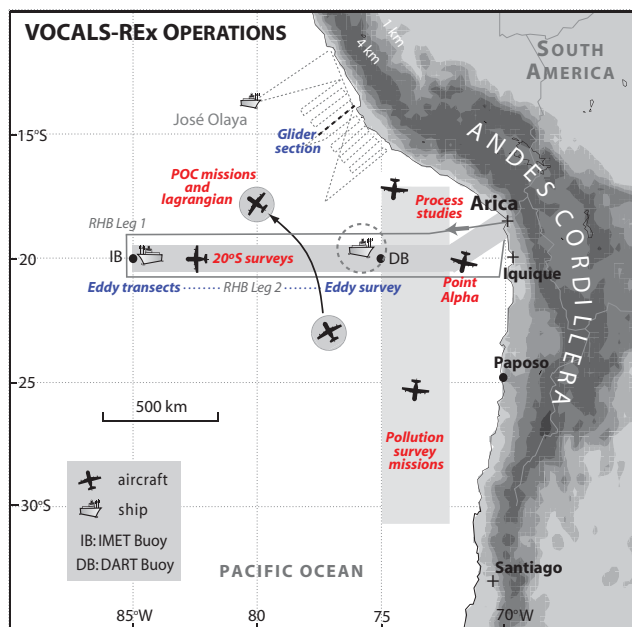 VOCALS-REx OPERATIONS
1 km
4 km
SOUTH
AMERICA
José Olaya
15°S
Glider
section
ANDES CORDILLERA
POC missions
and
lagrangian
Process
studies
Arica
RHB Leg 1
20
IB
20°S surveys
DB
Iquique
Eddy transects
RHB Leg 2
Eddy survey
Point
Alpha
Paposo
25
500 km
Pollution
survey
missions
aircraft
ship
IB: IMET Buoy
DB: DART Buoy
30°S
PACIFIC OCEAN
Santiago
85°W
80
75
70°W